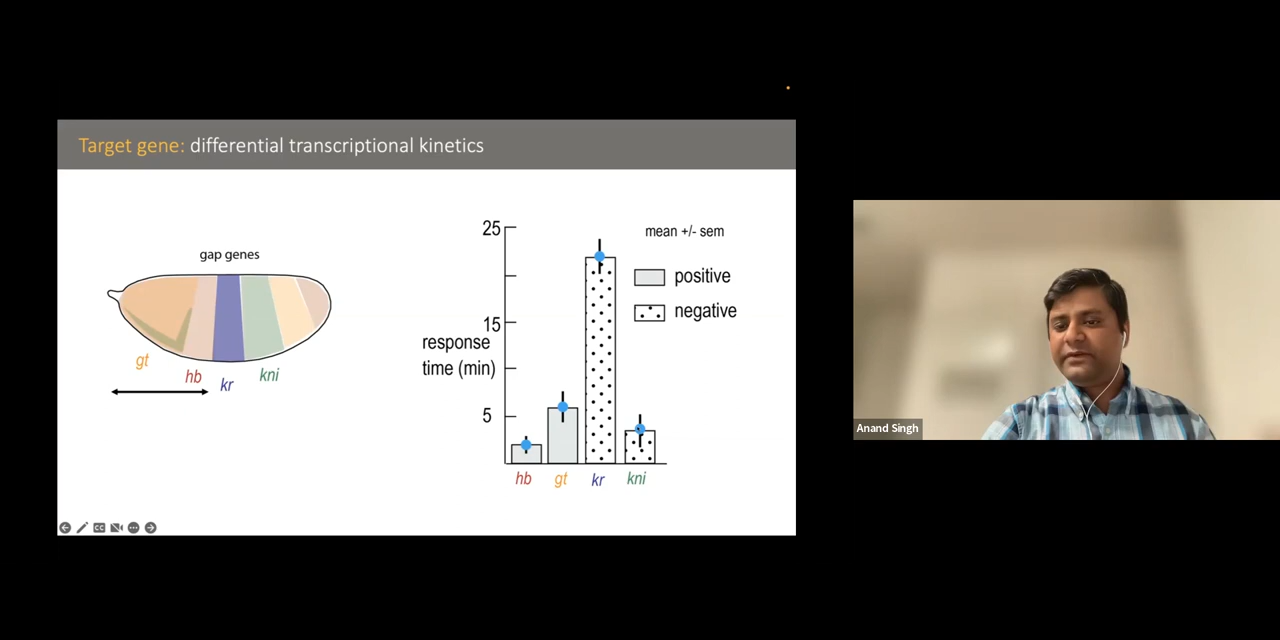 Target gene: differential transcriptional kinetics
gap genes
gt
hb
kr
kni
25
15
5
response
time (min)
mean +/- sem
positive
negative
hb
gt
kr
kni
CC
Anand Singh